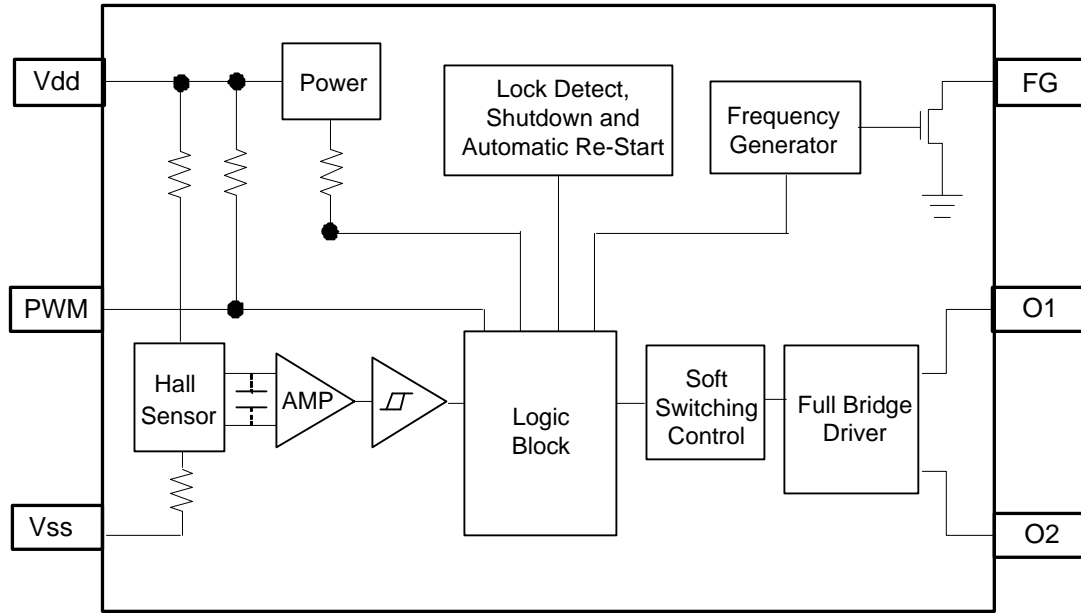 Vdd
Power
Lock Detect,
Shutdown and
Automatic Re-Start
Frequency
Generator
FG
PWM
O1
Hall
Sensor
AMP
Logic
Block
Soft
Switching
Control
Full Bridge
Driver
Vss
O2